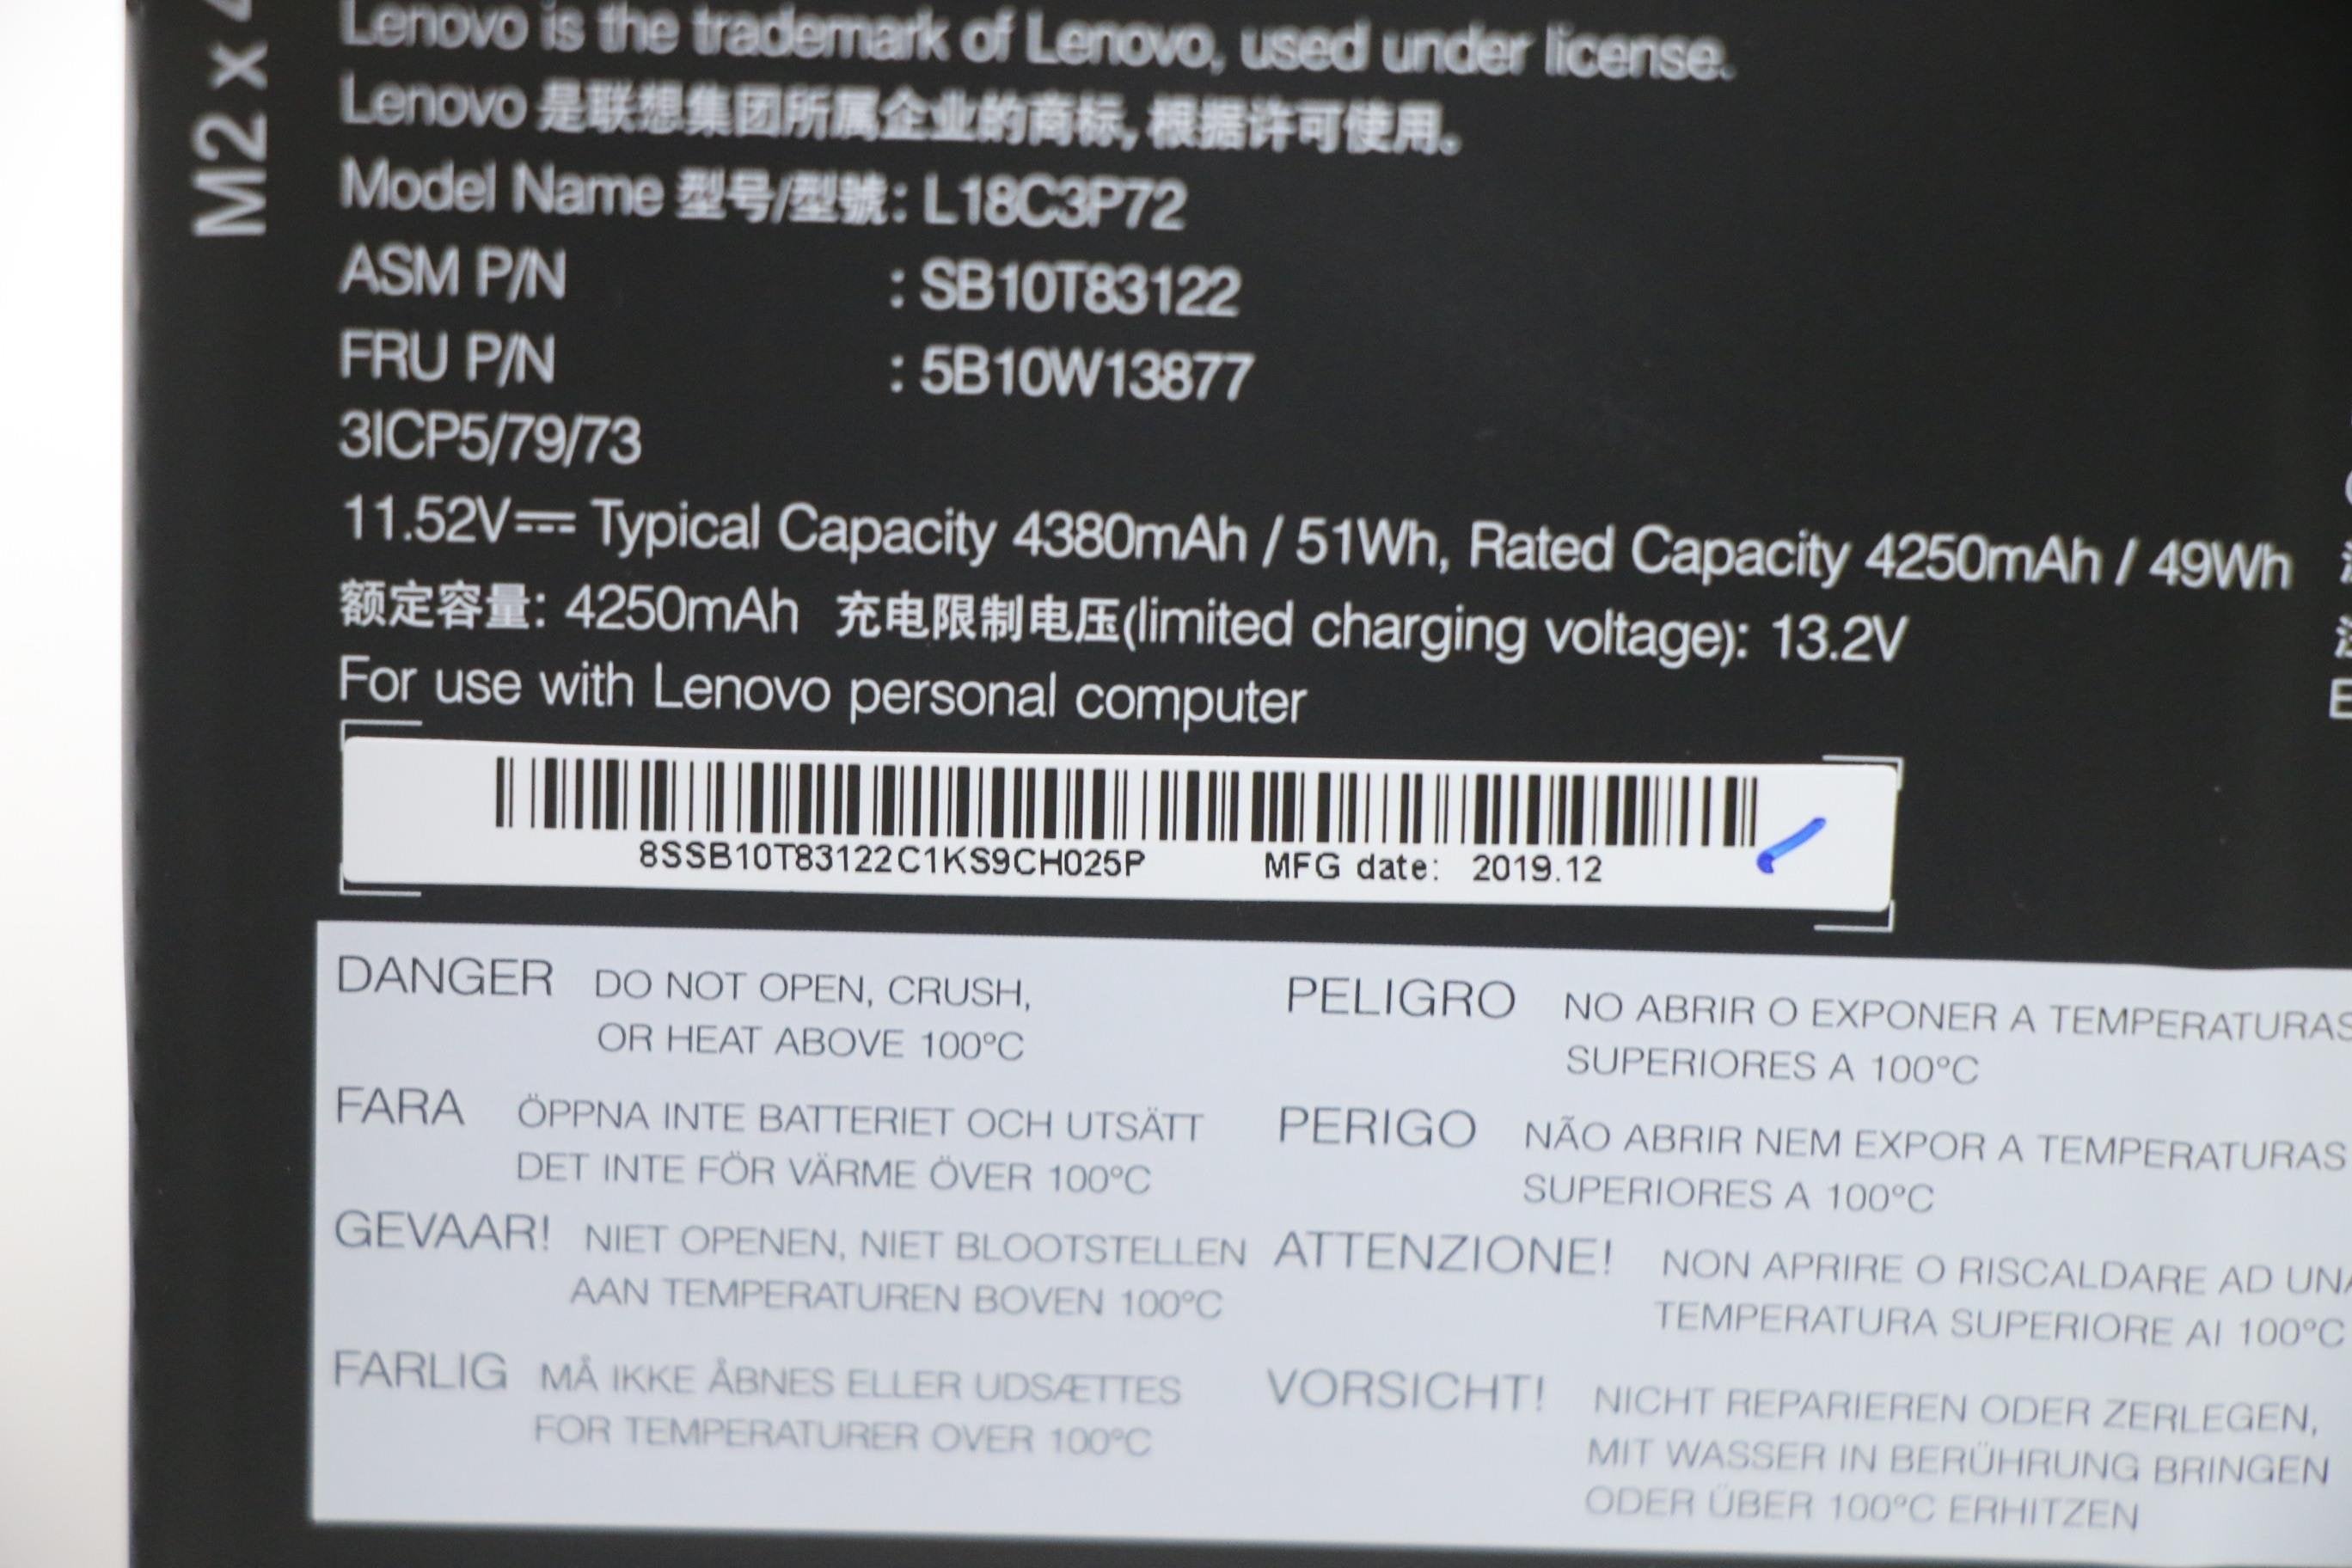 M2 x 4
Lenovo is the trademark of Lenovo, used under license.
Lenovo 是联想集团所属企业的商标, 根据许可使用。
Model Name 型号/型號: L18C3P72
ASM P/N : SB10T83122
FRU P/N : 5B10W13877
3ICP5/79/73
11.52V⎓ Typical Capacity 4380mAh / 51Wh, Rated Capacity 4250mAh / 49Wh
额定容量: 4250mAh 充电限制电压(limited charging voltage): 13.2V
For use with Lenovo personal computer
8SSB10T83122C1KS9CH025P MFG date: 2019.12
DANGER DO NOT OPEN, CRUSH,
OR HEAT ABOVE 100°C
FARA ÖPPNA INTE BATTERIET OCH UTSÄTT
DET INTE FÖR VÄRME ÖVER 100°C
GEVAAR! NIET OPENEN, NIET BLOOTSTELLEN
AAN TEMPERATUREN BOVEN 100°C
FARLIG MÅ IKKE ÅBNES ELLER UDSÆTTES
FOR TEMPERATURER OVER 100°C
PELIGRO NO ABRIR O EXPONER A TEMPERATURAS
SUPERIORES A 100°C
PERIGO NÃO ABRIR NEM EXPOR A TEMPERATURAS
SUPERIORES A 100°C
ATTENZIONE! NON APRIRE O RISCALDARE AD UNA
TEMPERATURA SUPERIORE AI 100°C
VORSICHT! NICHT REPARIEREN ODER ZERLEGEN,
MIT WASSER IN BERÜHRUNG BRINGEN
ODER ÜBER 100°C ERHITZEN